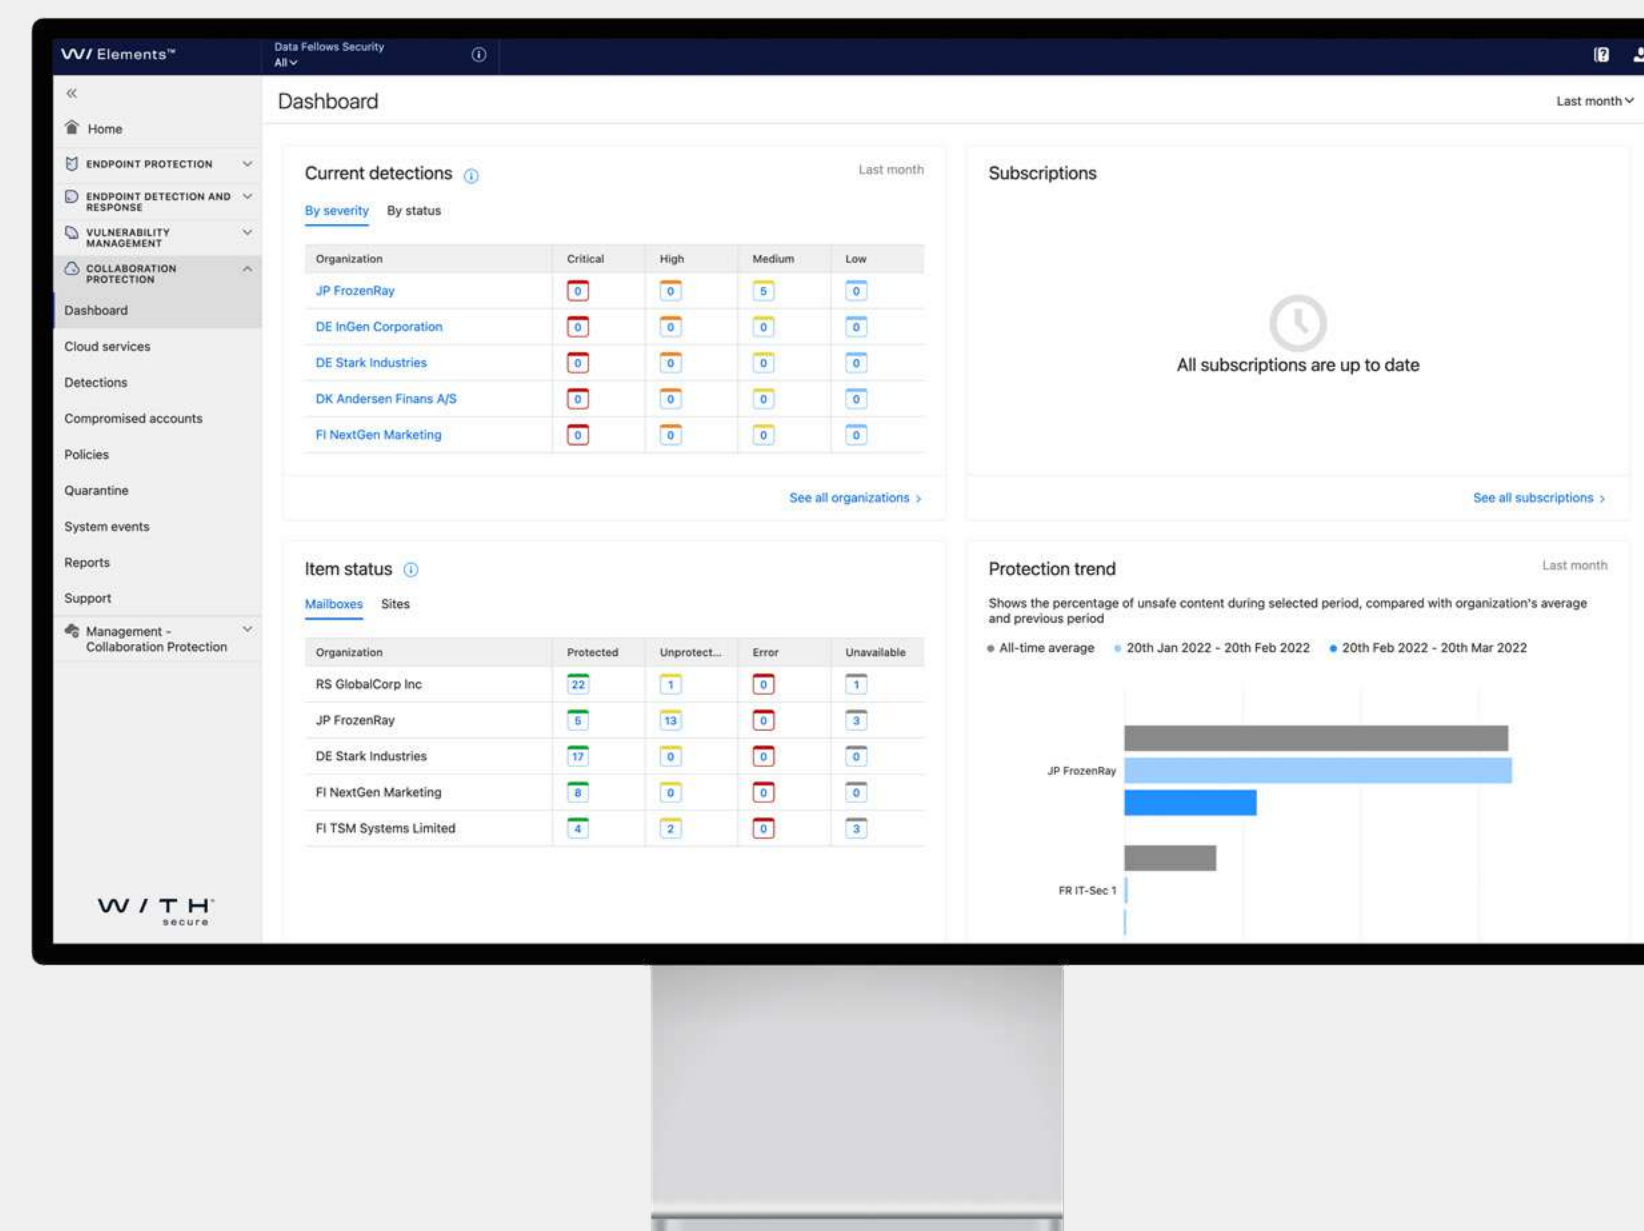 W/ Elements™
Data Fellows Security
All
Dashboard
Last month
Home
ENDPOINT PROTECTION
ENDPOINT DETECTION AND
RESPONSE
VULNERABILITY
MANAGEMENT
COLLABORATION
PROTECTION
Dashboard
Cloud services
Detections
Compromised accounts
Policies
Quarantine
System events
Reports
Support
Management -
Collaboration Protection
W / T H
secure
Current detections
Last month
By severity By status
Organization Critical High Medium Low
JP FrozenRay 0 0 5 0
DE InGen Corporation 0 0 0 0
DE Stark Industries 0 0 0 0
DK Andersen Finans A/S 0 0 0 0
FI NextGen Marketing 0 0 0 0
See all organizations >
Subscriptions
All subscriptions are up to date
See all subscriptions >
Item status
Mailboxes Sites
Organization Protected Unprotect... Error Unavailable
RS GlobalCorp Inc 22 1 0 1
JP FrozenRay 5 13 0 3
DE Stark Industries 17 0 0 0
FI NextGen Marketing 8 0 0 0
FI TSM Systems Limited 4 2 0 3
Protection trend
Last month
Shows the percentage of unsafe content during selected period, compared with organization's average
and previous period
All-time average 20th Jan 2022 - 20th Feb 2022 20th Feb 2022 - 20th Mar 2022
JP FrozenRay
FR IT-Sec 1